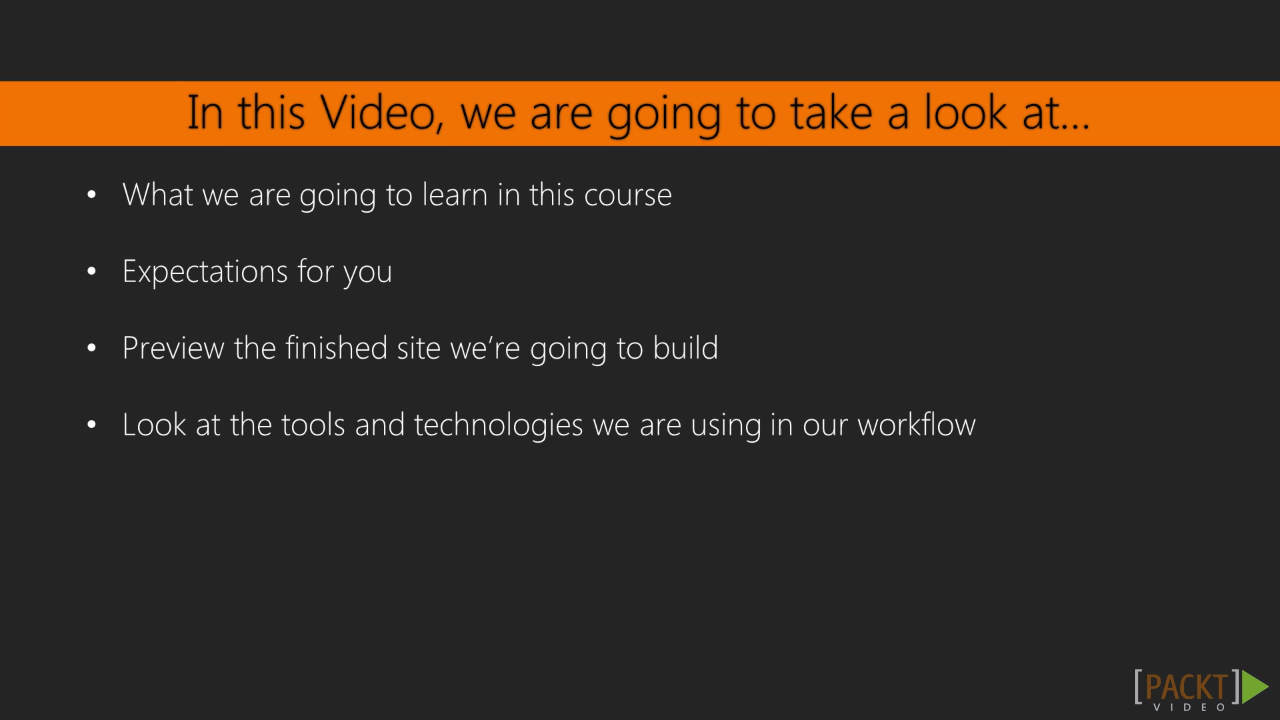 In this Video, we are going to take a look at...
• What we are going to learn in this course
• Expectations for you
• Preview the finished site we’re going to build
• Look at the tools and technologies we are using in our workflow
[PACKT]
VIDEO